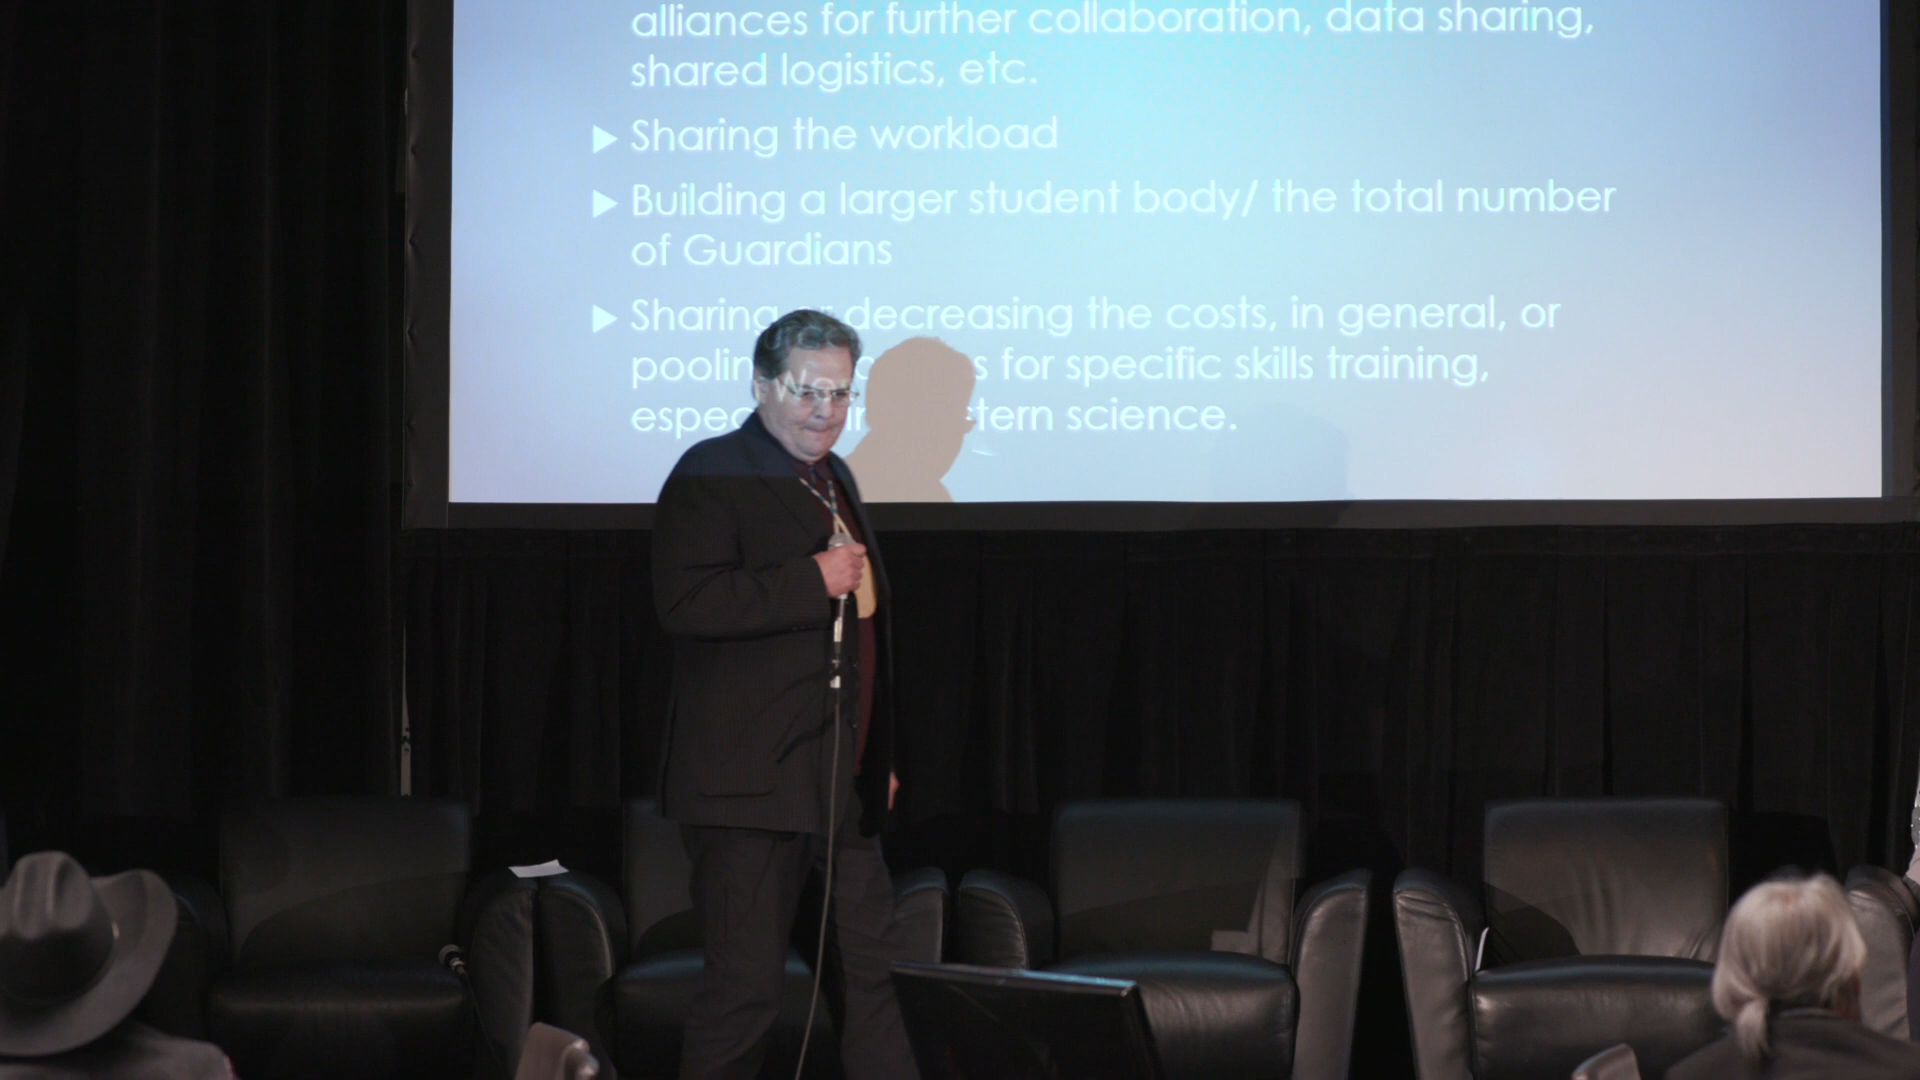 alliances for further collaboration, data sharing,
shared logistics, etc.
Sharing the workload
Building a larger student body/ the total number
of Guardians
Sharing or decreasing the costs, in general, or
for specific skills training,
science.